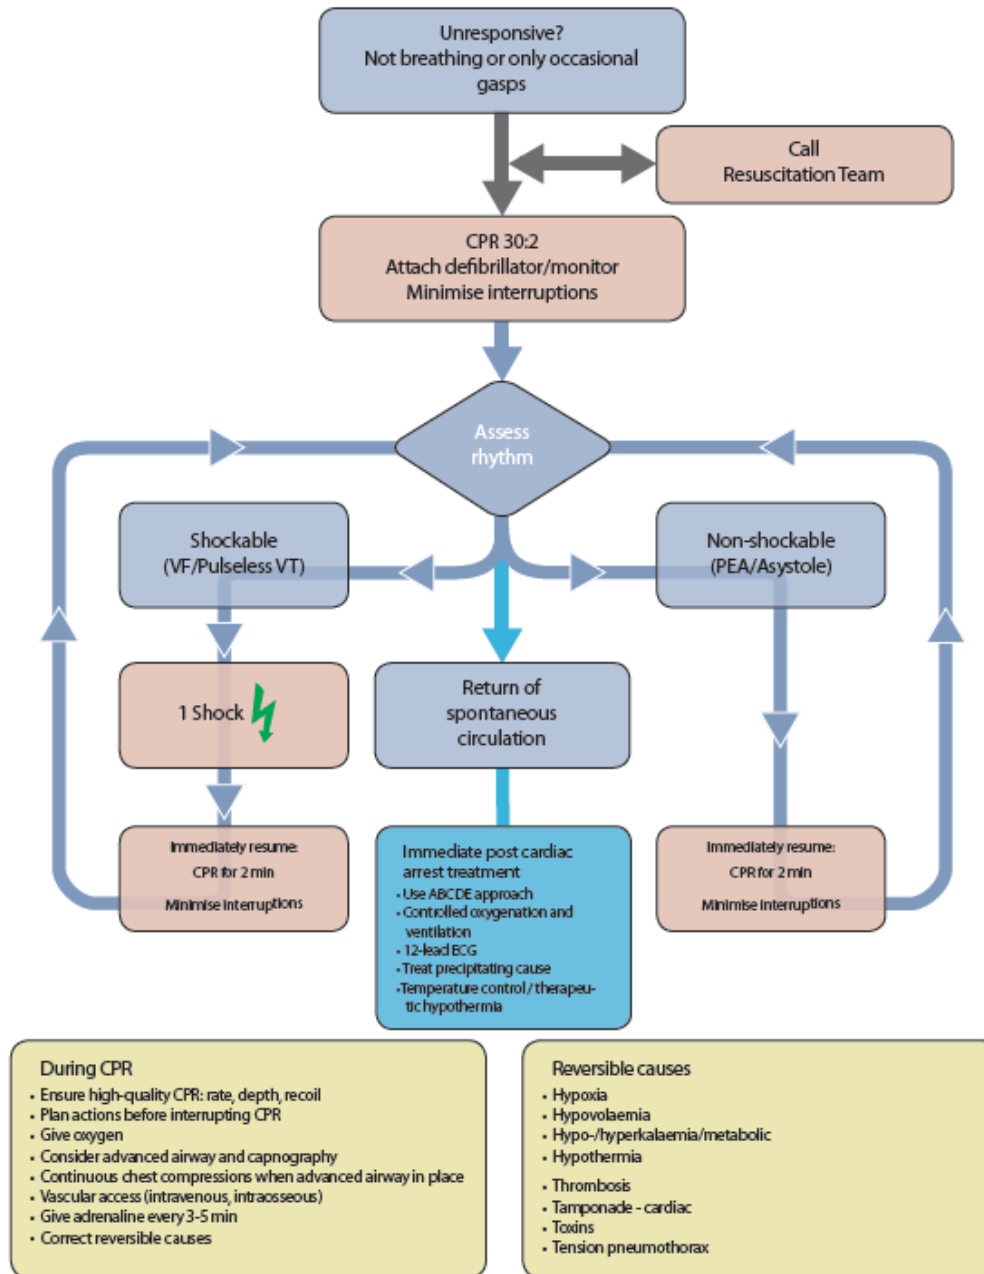 Unresponsive?
Not breathing or only occasional
gasps
Call
Resuscitation Team
CPR 30:2
Attach defibrillator/monitor
Minimise interruptions
Assess
rhythm
Shockable
(VF/Pulseless VT)
Non-shockable
(PEA/Asystole)
1 Shock
Return of
spontaneous
circulation
Immediately resume:
CPR for 2 min
Minimise interruptions
Immediate post cardiac
arrest treatment
• Use ABCDE approach
• Controlled oxygenation and
ventilation
• 12-lead ECG
• Treat precipitating cause
• Temperature control / therapeu-
tic hypothermia
Immediately resume:
CPR for 2 min
Minimise interruptions
During CPR
• Ensure high-quality CPR: rate, depth, recoil
• Plan actions before interrupting CPR
• Give oxygen
• Consider advanced airway and capnography
• Continuous chest compressions when advanced airway in place
• Vascular access (intravenous, intraosseous)
• Give adrenaline every 3-5 min
• Correct reversible causes
Reversible causes
• Hypoxia
• Hypovolaemia
• Hypo-/hyperkalaemia/metabolic
• Hypothermia
• Thrombosis
• Tamponade - cardiac
• Toxins
• Tension pneumothorax